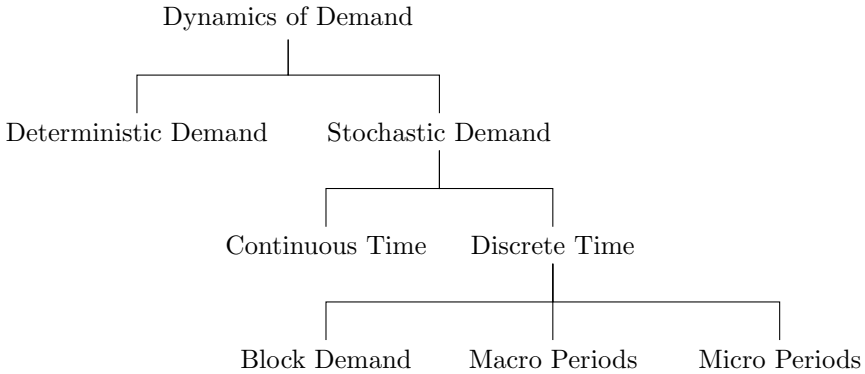 Dynamics of Demand
Deterministic Demand
Stochastic Demand
Continuous Time
Discrete Time
Block Demand
Macro Periods
Micro Periods